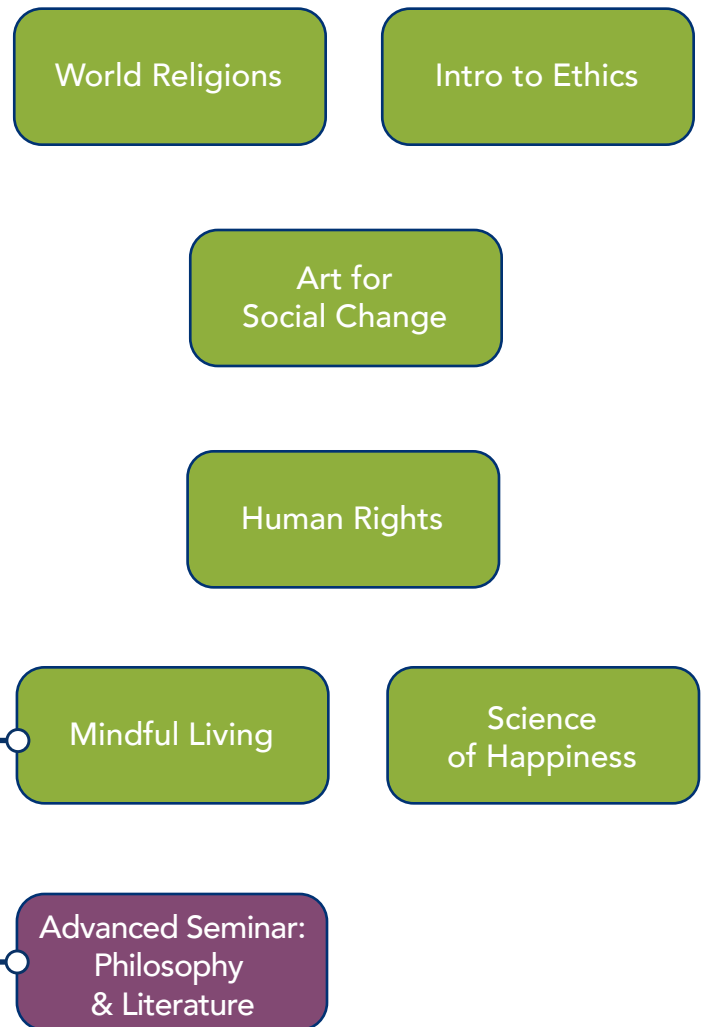 World Religions
Intro to Ethics
Art for
Social Change
Human Rights
Mindful Living
Science
of Happiness
Advanced Seminar:
Philosophy
& Literature